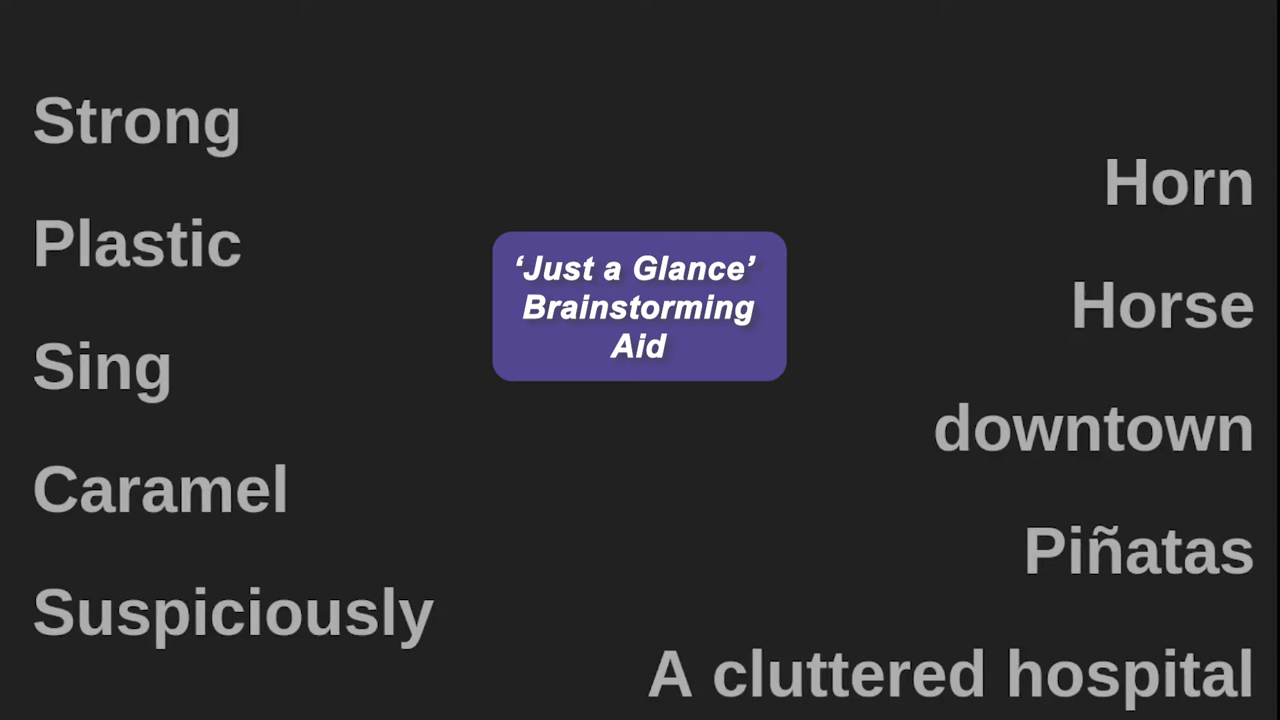 Strong
Plastic
Sing
Caramel
Suspiciously
‘Just a Glance’
Brainstorming
Aid
Horn
Horse
downtown
Piñatas
A cluttered hospital